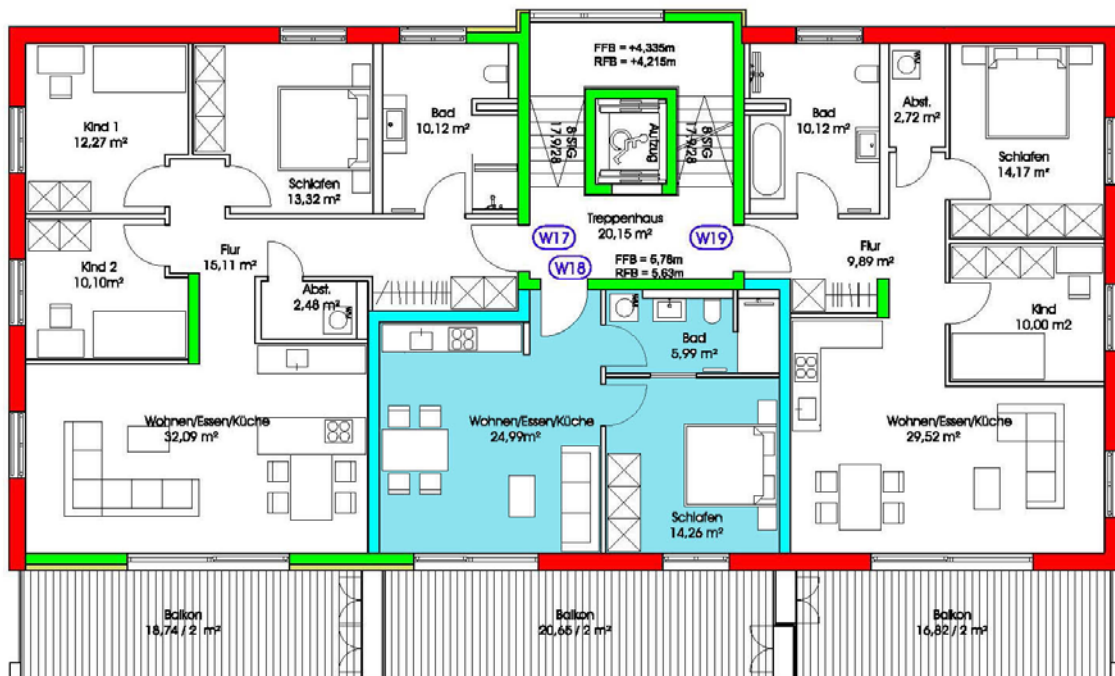 FFB = +4,335m
RFB = +4,215m
Kind 1
12,27 m²
Schlafen
13,32 m²
Bad
10,12 m²
8 STG
17,9/28
Aufzug
8 STG
17,9/28
Bad
10,12 m²
WM
Abst.
2,72 m²
Schlafen
14,17 m²
Kind 2
10,10m²
Flur
15,11 m²
Abst.
2,48 m²
Treppenhaus
20,15 m²
W17
W18
W19
FFB = 5,78m
RFB = 5,63m
Flur
9,89 m²
Kind
10,00 m2
Bad
5,99 m²
Wohnen/Essen/Küche
32,09 m²
Wohnen/Essen/Küche
24,99m²
Schlafen
14,26 m²
Wohnen/Essen/Küche
29,52 m²
Balkon
18,74 / 2 m²
Balkon
20,65 / 2 m²
Balkon
16,82 / 2 m²